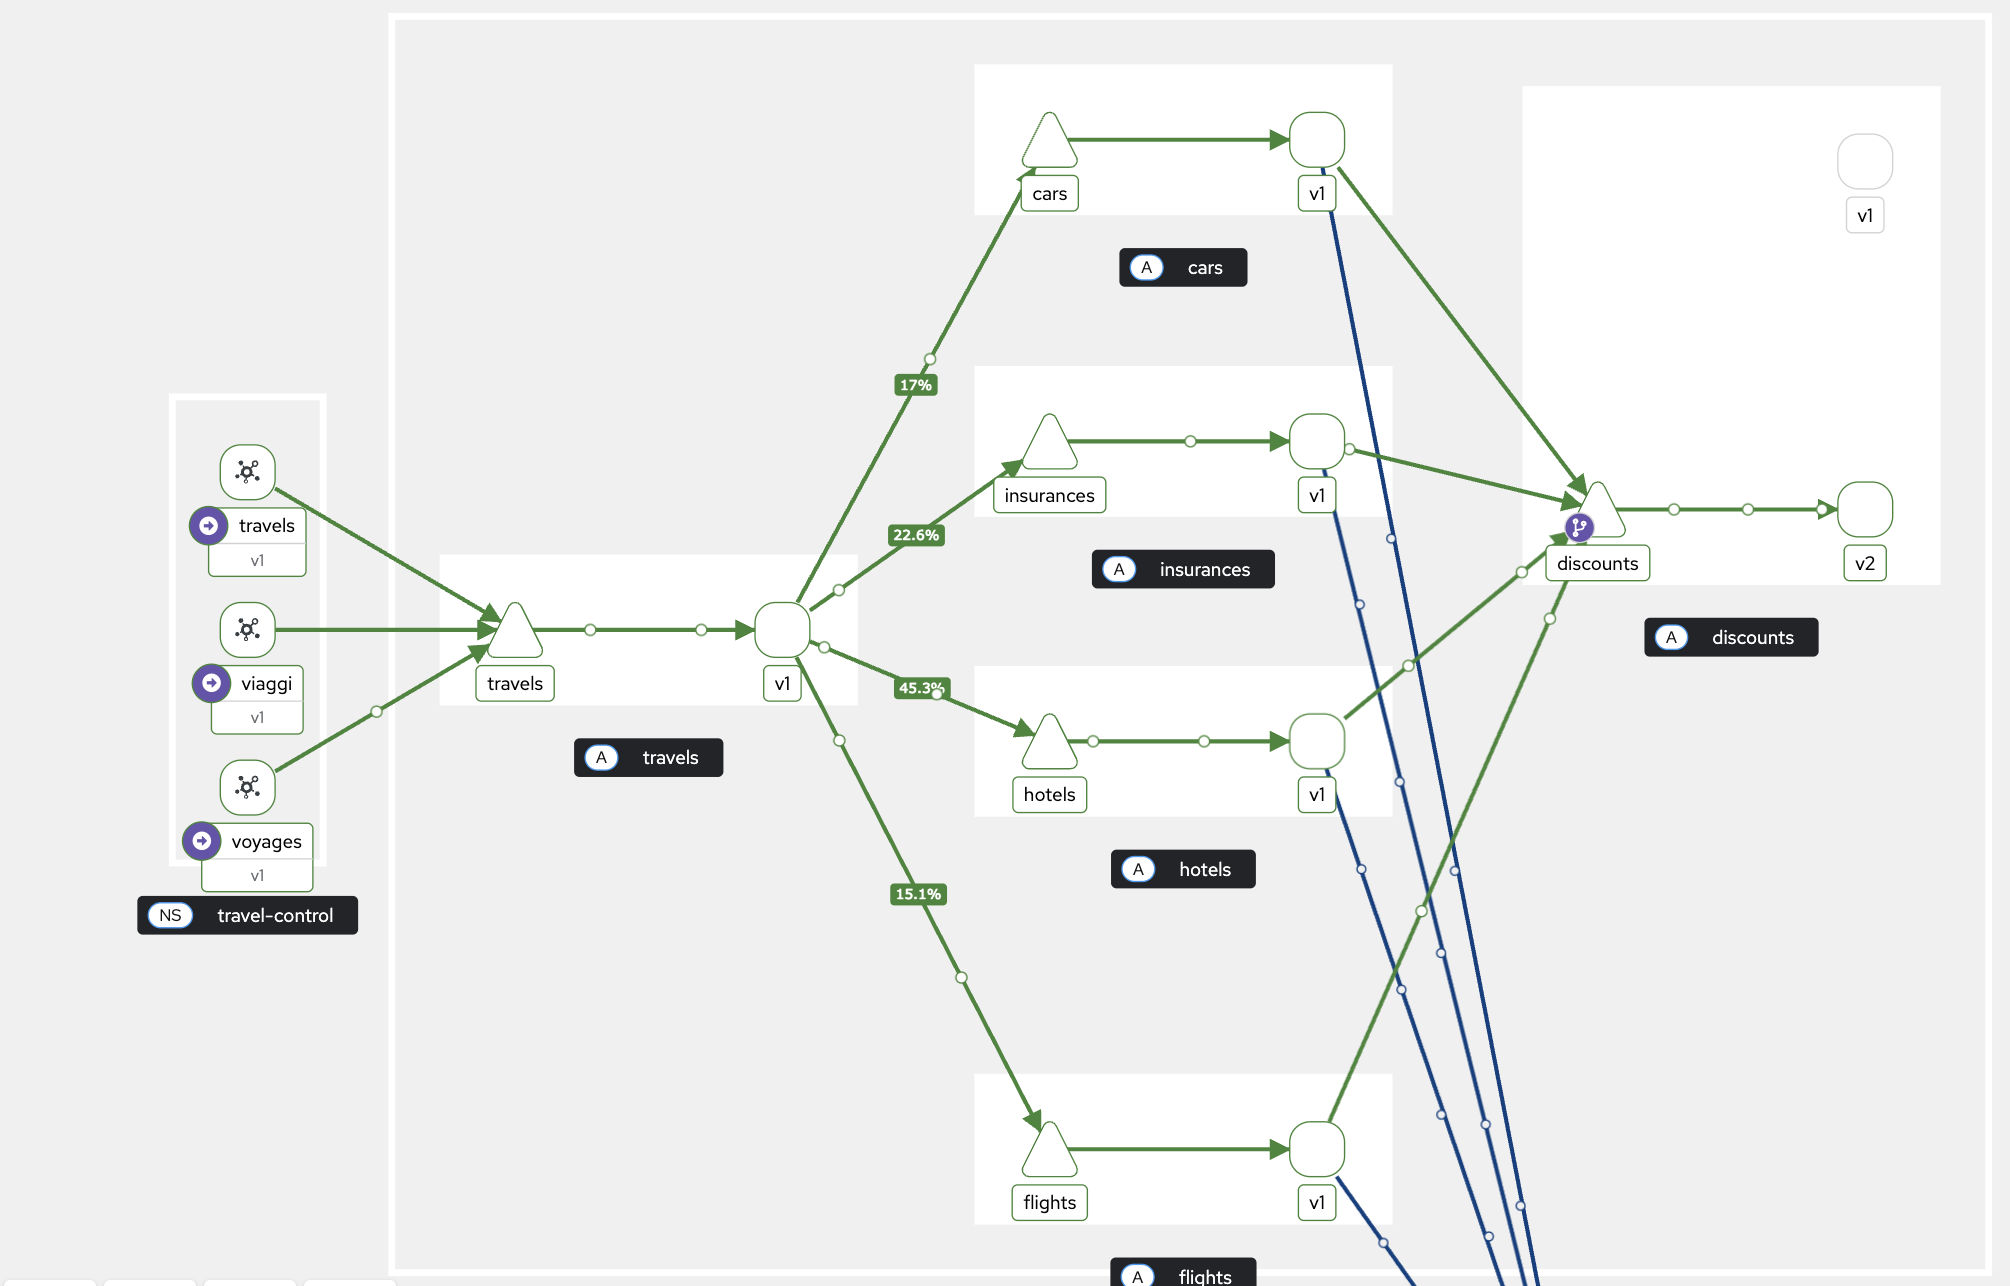 cars
v1
v1
A cars
17%
insurances
v1
travels
v1
22.6%
A insurances
discounts
v2
viaggi
v1
travels
v1
A discounts
45.3%
A travels
hotels
v1
voyages
v1
A hotels
15.1%
NS travel-control
flights
v1
A flights